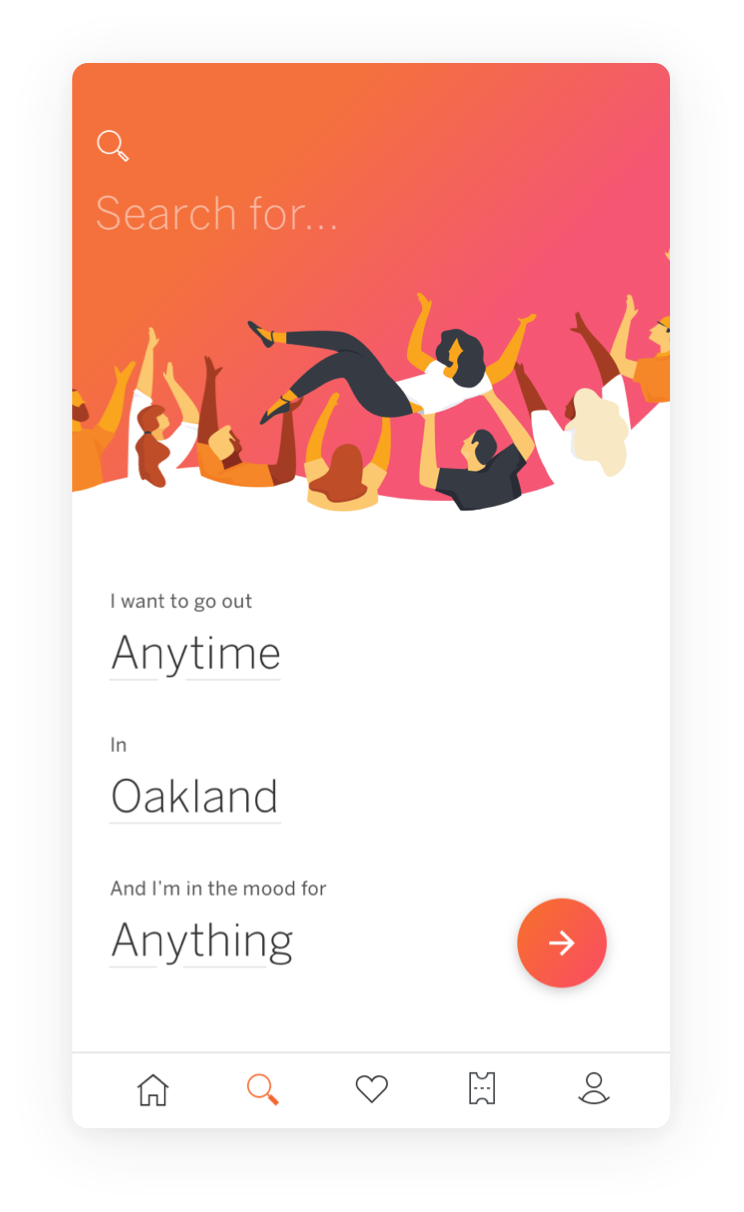 Search for...
I want to go out
Anytime
In
Oakland
And I'm in the mood for
Anything